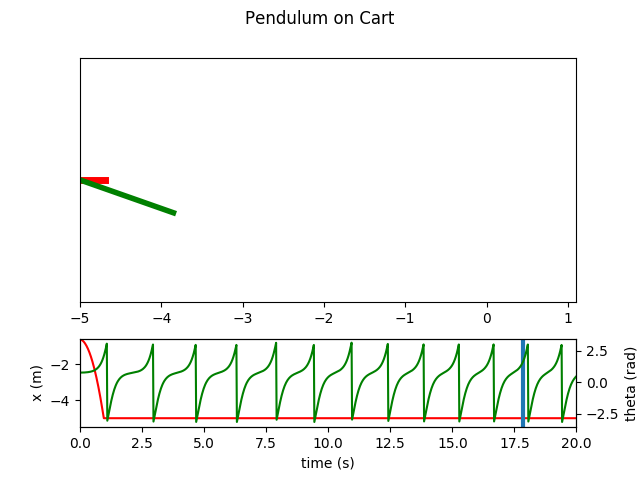 Pendulum on Cart
−5 −4 −3 −2 −1 0 1
x (m)
−2
−4
2.5
0.0
−2.5
theta (rad)
0.0 2.5 5.0 7.5 10.0 12.5 15.0 17.5 20.0
time (s)